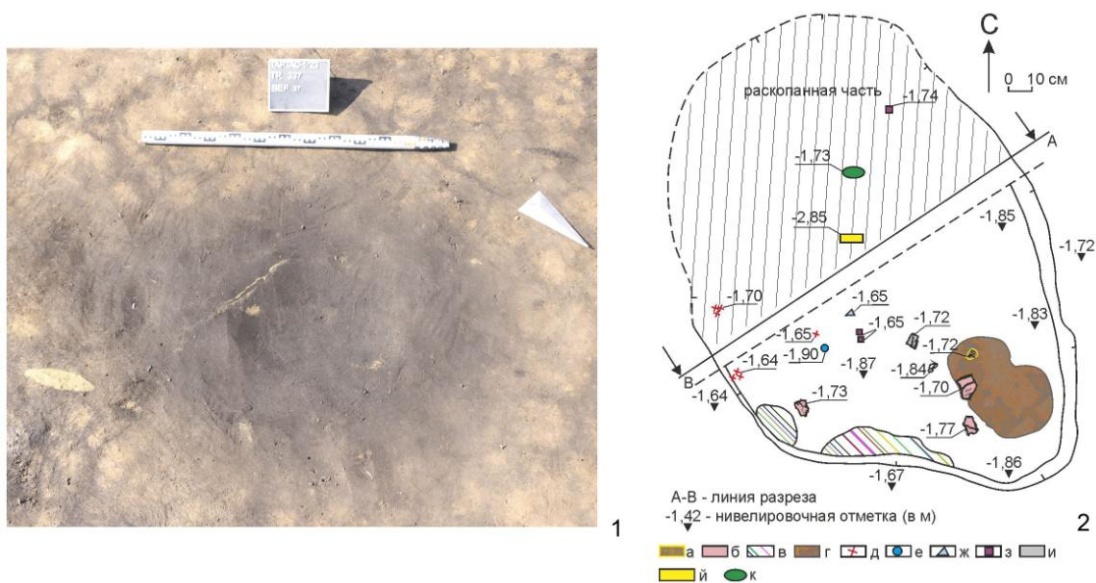 1
С
0 10 см
раскопанная часть
-1,74
А
-1,73
-2,85
-1,85
-1,72
-1,70
-1,65
-1,83
-1,65
-1,65
-1,72
-1,72
-1,90
-1,64
-1,87
-1,84
-1,70
В
-1,64
-1,73
-1,77
-1,86
-1,67
А-В - линия разреза
-1,42 - нивелировочная отметка (в м)
2
а б в г д е ж з и
й к